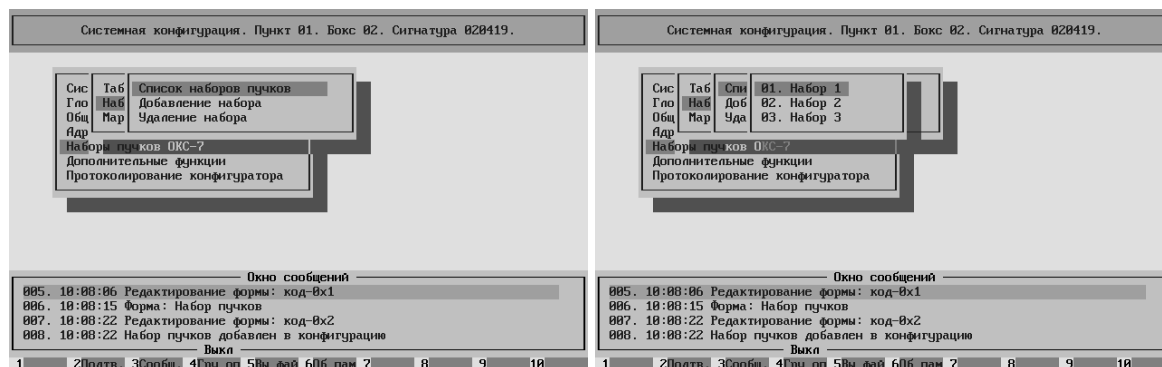 Системная конфигурация. Пункт 01. Бокс 02. Сигнатура 020419.
Сис Таб Список наборов пучков
Гло Наб Добавление набора
Общ Мар Удаление набора
Адр
Наборы пучков ОКС-7
Дополнительные функции
Протоколирование конфигуратора
Окно сообщений
005. 10:08:06 Редактирование формы: код-0x1
006. 10:08:15 Форма: Набор пучков
007. 10:08:22 Редактирование формы: код-0x2
008. 10:08:22 Набор пучков добавлен в конфигурацию
Выкл
1 2Подтв. 3Сообщ. 4Гру оп 5Вы фай 6Об пам 7 8 9 10
Системная конфигурация. Пункт 01. Бокс 02. Сигнатура 020419.
Сис Таб Спи 01. Набор 1
Гло Наб Доб 02. Набор 2
Общ Мар Уда 03. Набор 3
Адр
Наборы пучков ОКС-7
Дополнительные функции
Протоколирование конфигуратора
Окно сообщений
005. 10:08:06 Редактирование формы: код-0x1
006. 10:08:15 Форма: Набор пучков
007. 10:08:22 Редактирование формы: код-0x2
008. 10:08:22 Набор пучков добавлен в конфигурацию
Выкл
1 2Подтв. 3Сообщ. 4Гру оп 5Вы фай 6Об пам 7 8 9 10